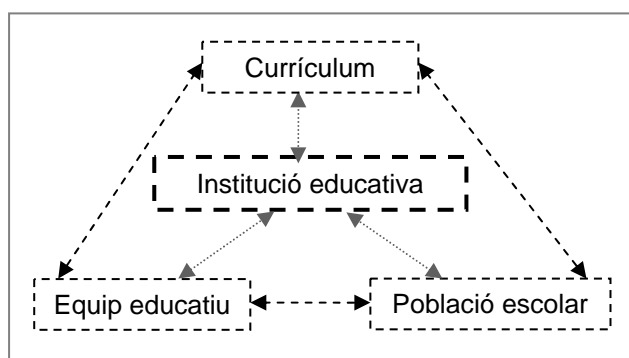 Currículum
Institució educativa
Equip educatiu
Població escolar